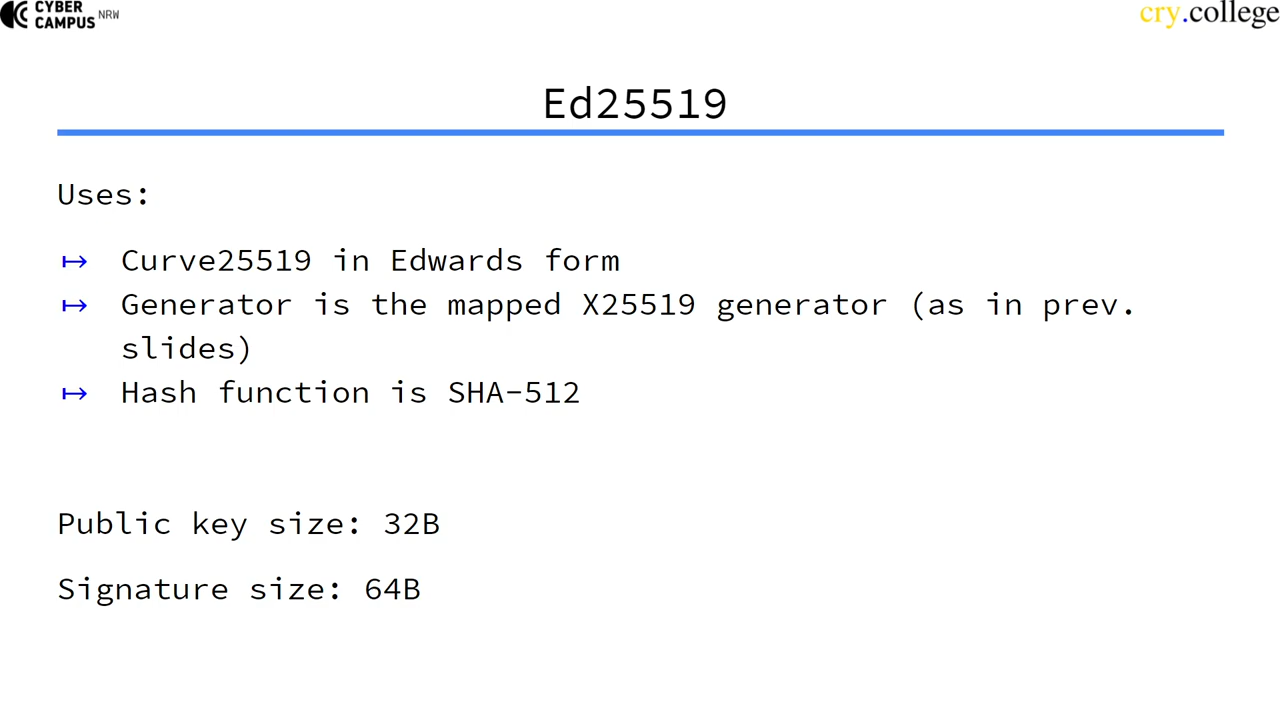 CYBER
CAMPUS NRW
cry.college
Ed25519
Uses:
↦ Curve25519 in Edwards form
↦ Generator is the mapped X25519 generator (as in prev.
slides)
↦ Hash function is SHA-512
Public key size: 32B
Signature size: 64B